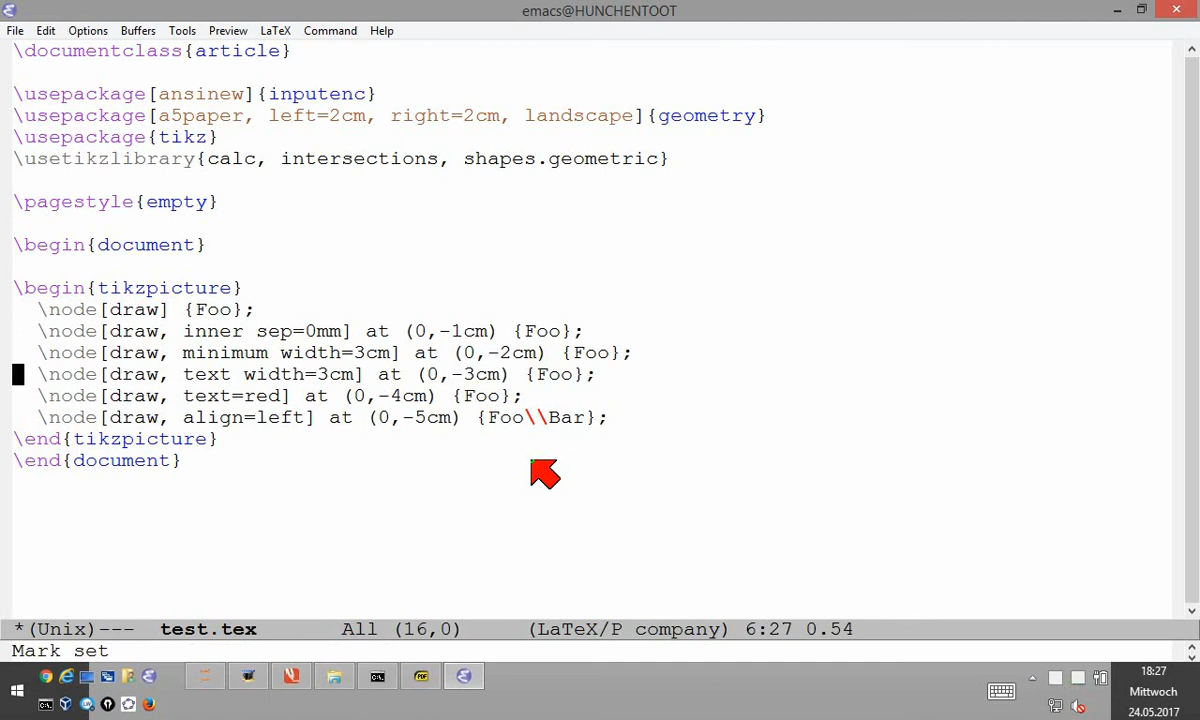 emacs@HUNCHENTOOT
File Edit Options Buffers Tools Preview LaTeX Command Help
\documentclass{article}
\usepackage[ansinew]{inputenc}
\usepackage[a5paper, left=2cm, right=2cm, landscape]{geometry}
\usepackage{tikz}
\usetikzlibrary{calc, intersections, shapes.geometric}
\pagestyle{empty}
\begin{document}
\begin{tikzpicture}
  \node[draw] {Foo};
  \node[draw, inner sep=0mm] at (0,-1cm) {Foo};
  \node[draw, minimum width=3cm] at (0,-2cm) {Foo};
  \node[draw, text width=3cm] at (0,-3cm) {Foo};
  \node[draw, text=red] at (0,-4cm) {Foo};
  \node[draw, align=left] at (0,-5cm) {Foo\\Bar};
\end{tikzpicture}
\end{document}
*(Unix)--- test.tex All (16,0) (LaTeX/P company) 6:27 0.54
Mark set
18:27
Mittwoch
24.05.2017